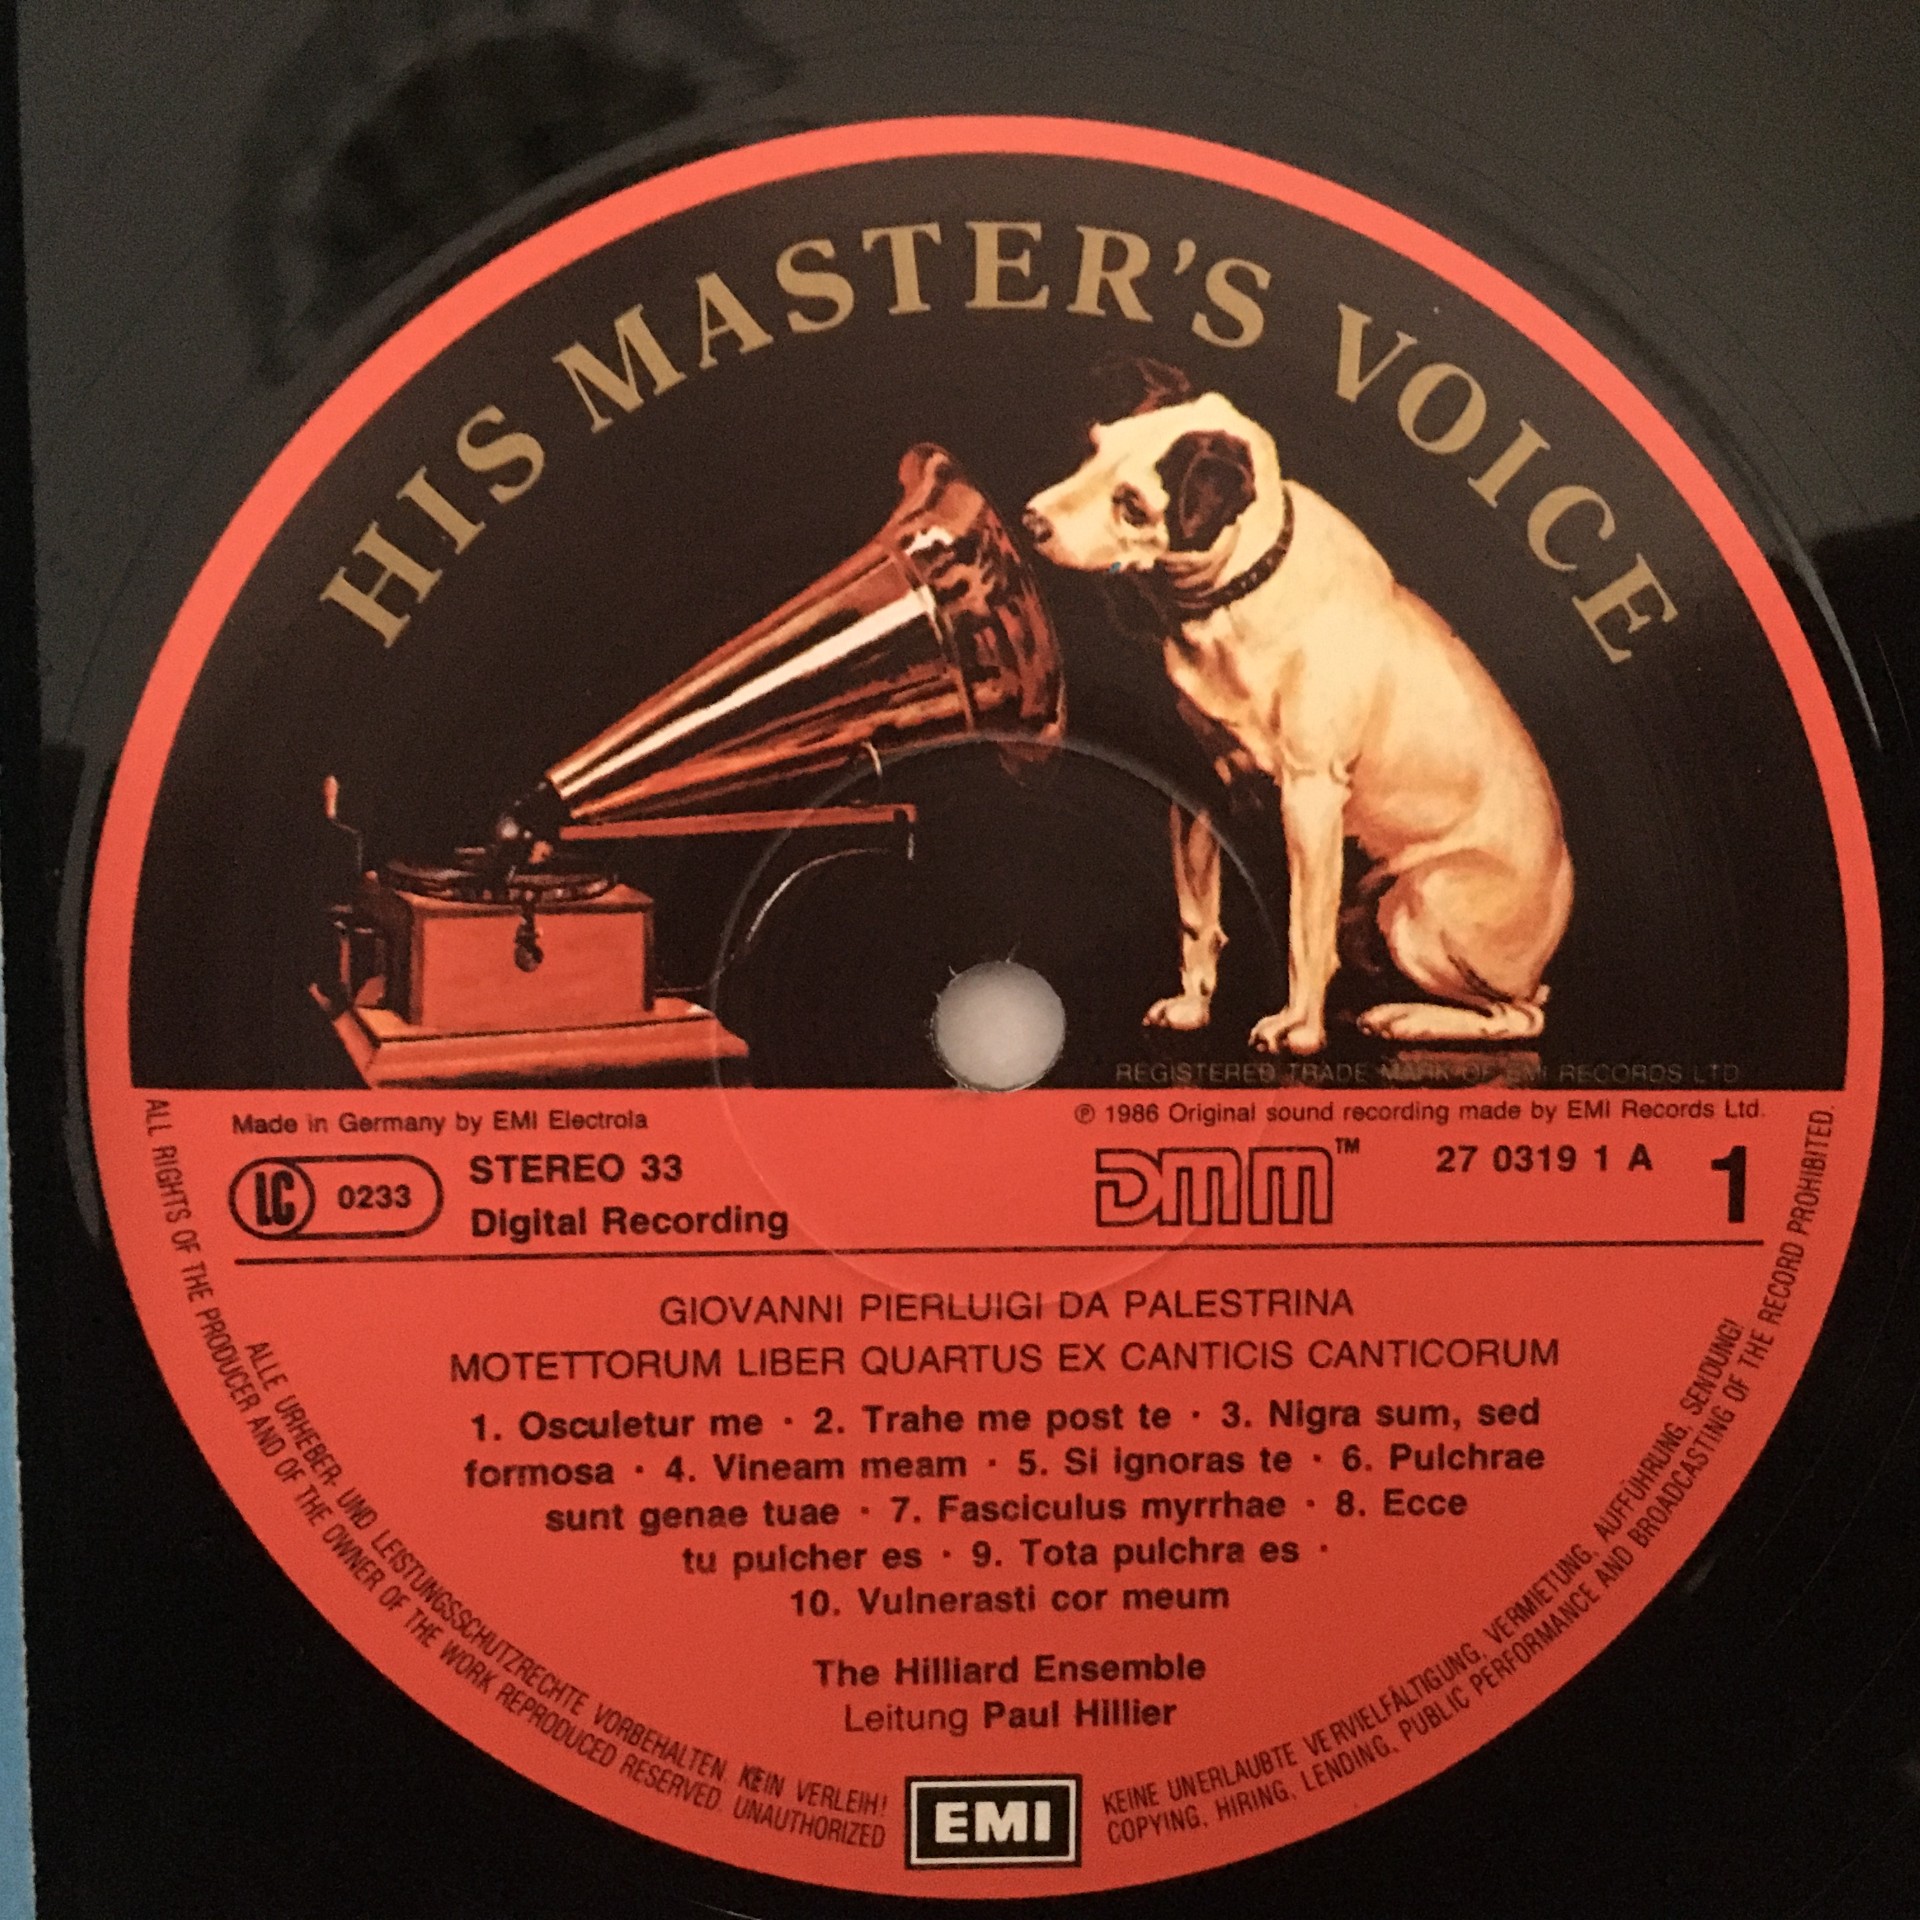 HIS MASTER'S VOICE
REGISTERED TRADE MARK OF EMI RECORDS LTD
Made in Germany by EMI Electrola
℗ 1986 Original sound recording made by EMI Records Ltd.
LC 0233
STEREO 33
Digital Recording
DMM™
27 0319 1 A
1
GIOVANNI PIERLUIGI DA PALESTRINA
MOTETTORUM LIBER QUARTUS EX CANTICIS CANTICORUM
1. Osculetur me · 2. Trahe me post te · 3. Nigra sum, sed
formosa · 4. Vineam meam · 5. Si ignoras te · 6. Pulchrae
sunt genae tuae · 7. Fasciculus myrrhae · 8. Ecce
tu pulcher es · 9. Tota pulchra es ·
10. Vulnerasti cor meum
The Hilliard Ensemble
Leitung Paul Hillier
EMI
ALLE URHEBER- UND LEISTUNGSSCHUTZRECHTE VORBEHALTEN KEIN VERLEIH!
KEINE UNERLAUBTE VERVIELFÄLTIGUNG, VERMIETUNG, AUFFÜHRUNG, SENDUNG!
ALL RIGHTS OF THE PRODUCER AND OF THE OWNER OF THE WORK REPRODUCED RESERVED. UNAUTHORIZED
COPYING, HIRING, LENDING, PUBLIC PERFORMANCE AND BROADCASTING OF THE RECORD PROHIBITED.